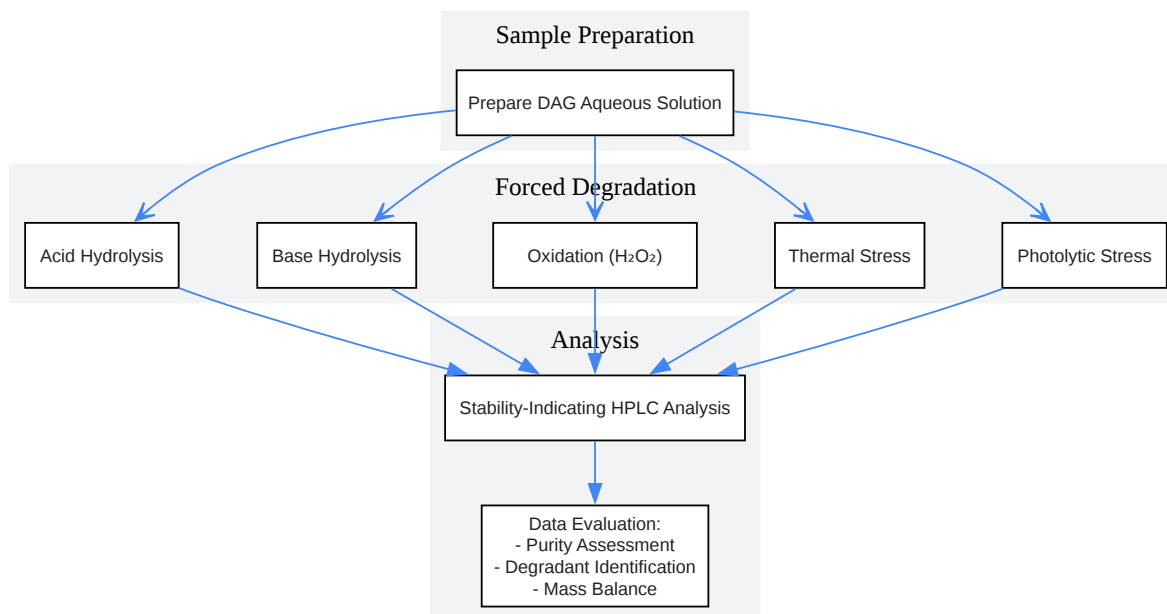 Sample Preparation
Prepare DAG Aqueous Solution
Forced Degradation
Acid Hydrolysis
Base Hydrolysis
Oxidation (H₂O₂)
Thermal Stress
Photolytic Stress
Analysis
Stability-Indicating HPLC Analysis
Data Evaluation:
- Purity Assessment
- Degradant Identification
- Mass Balance